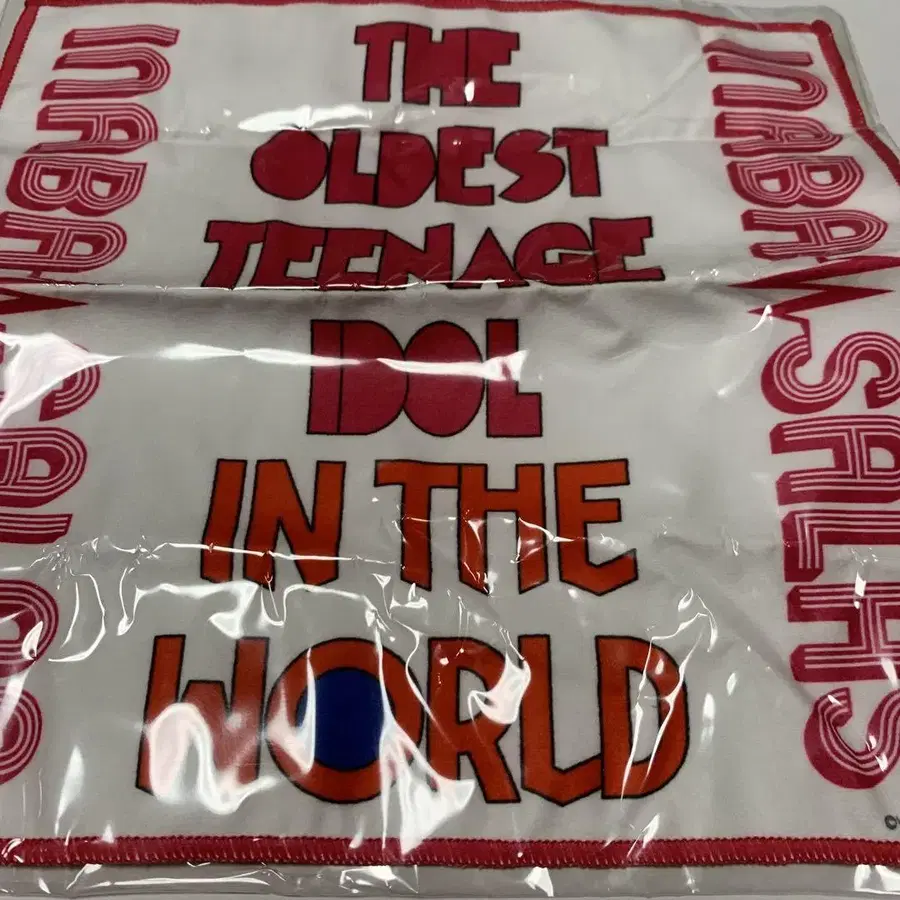 INABA/SALAS
THE
OLDEST
TEENAGE
IDOL
IN THE
WORLD
INABA/SALAS